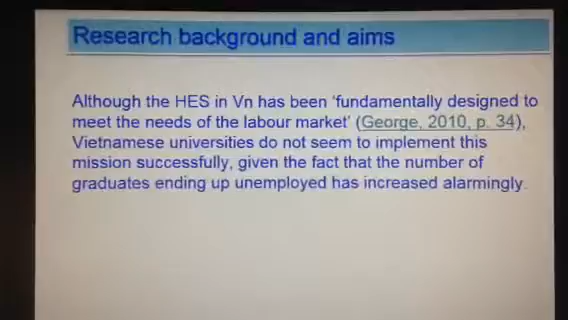 Research background and aims
Although the HES in Vn has been 'fundamentally designed to
meet the needs of the labour market' (George, 2010, p. 34),
Vietnamese universities do not seem to implement this
mission successfully, given the fact that the number of
graduates ending up unemployed has increased alarmingly.